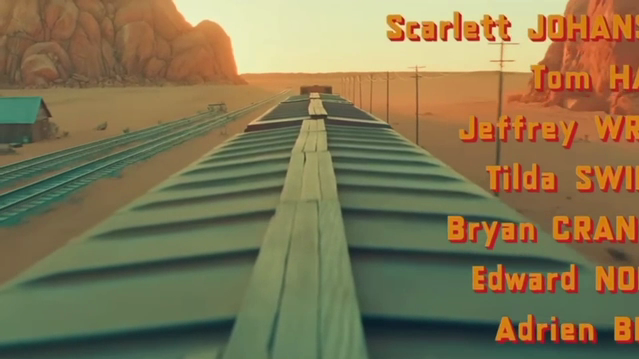 Scarlett JOHANS
Tom HA
Jeffrey WR
Tilda SWI
Bryan CRAN
Edward NO
Adrien B